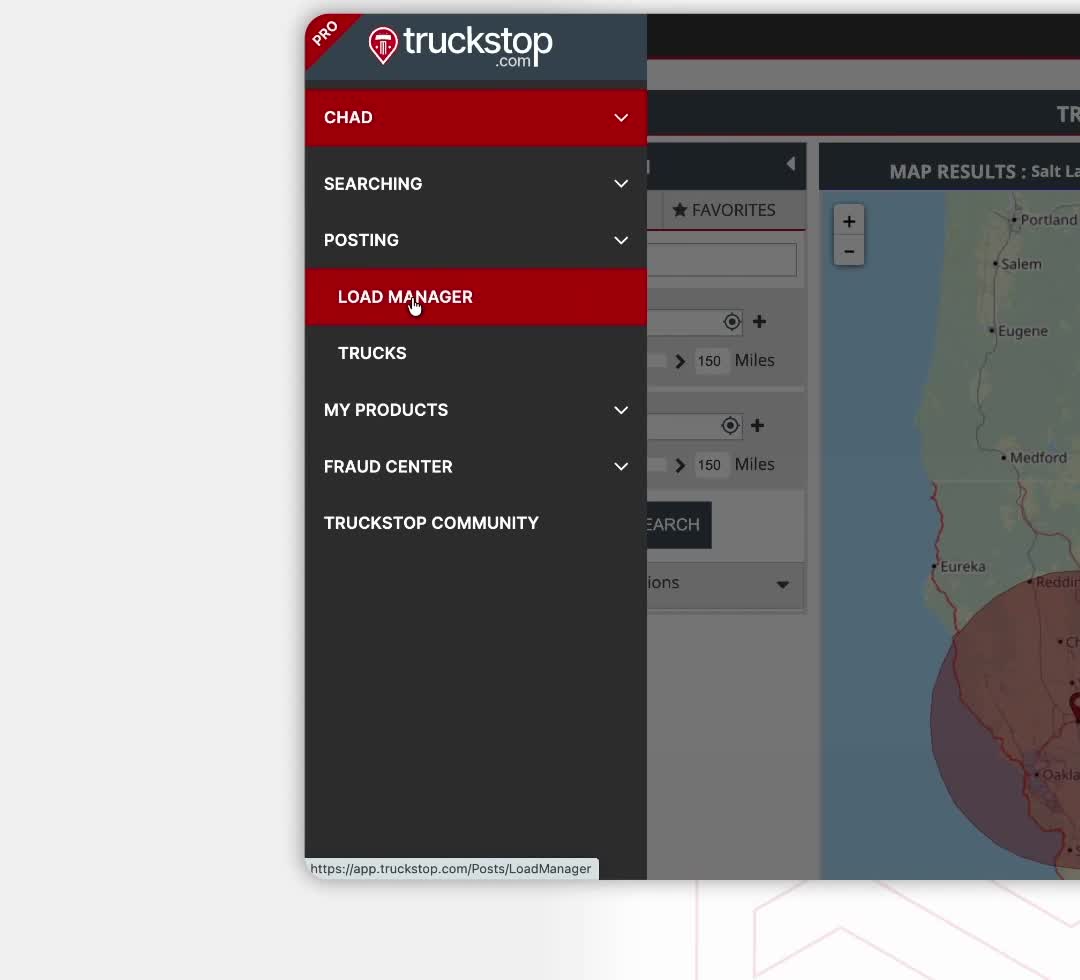 PRO
truckstop
.com
CHAD
SEARCHING
POSTING
LOAD MANAGER
TRUCKS
MY PRODUCTS
FRAUD CENTER
TRUCKSTOP COMMUNITY
https://app.truckstop.com/Posts/LoadManager
FAVORITES
150 Miles
150 Miles
EARCH
ions
TR
MAP RESULTS : Salt La
+
−
Portland
Salem
Eugene
Medford
Eureka
Reddin
Ch
Oakla